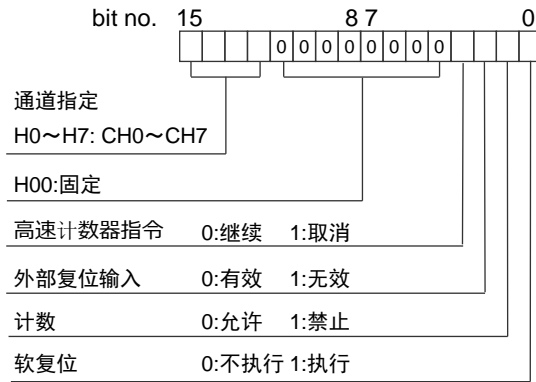 bit no. 15 8 7 0
0 0 0 0 0 0 0 0
通道指定
H0～H7: CH0～CH7
H00:固定
高速计数器指令 0:继续 1:取消
外部复位输入 0:有效 1:无效
计数 0:允许 1:禁止
软复位 0:不执行 1:执行